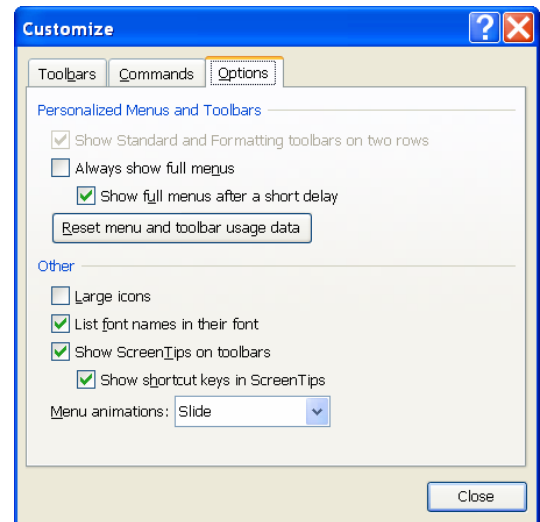 Customize
Toolbars Commands Options
Personalized Menus and Toolbars
Show Standard and Formatting toolbars on two rows
Always show full menus
Show full menus after a short delay
Reset menu and toolbar usage data
Other
Large icons
List font names in their font
Show ScreenTips on toolbars
Show shortcut keys in ScreenTips
Menu animations: Slide
Close